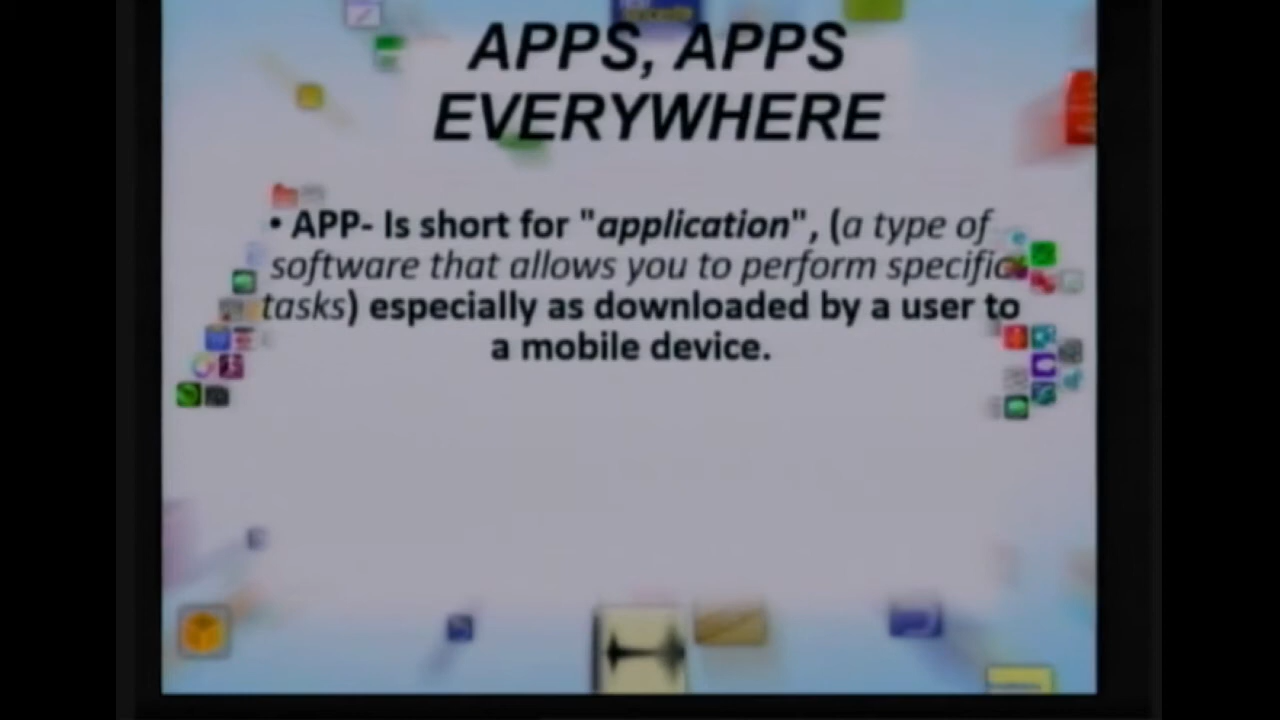 APPS, APPS
EVERYWHERE
• APP- Is short for "application", (a type of
software that allows you to perform specific
tasks) especially as downloaded by a user to
a mobile device.